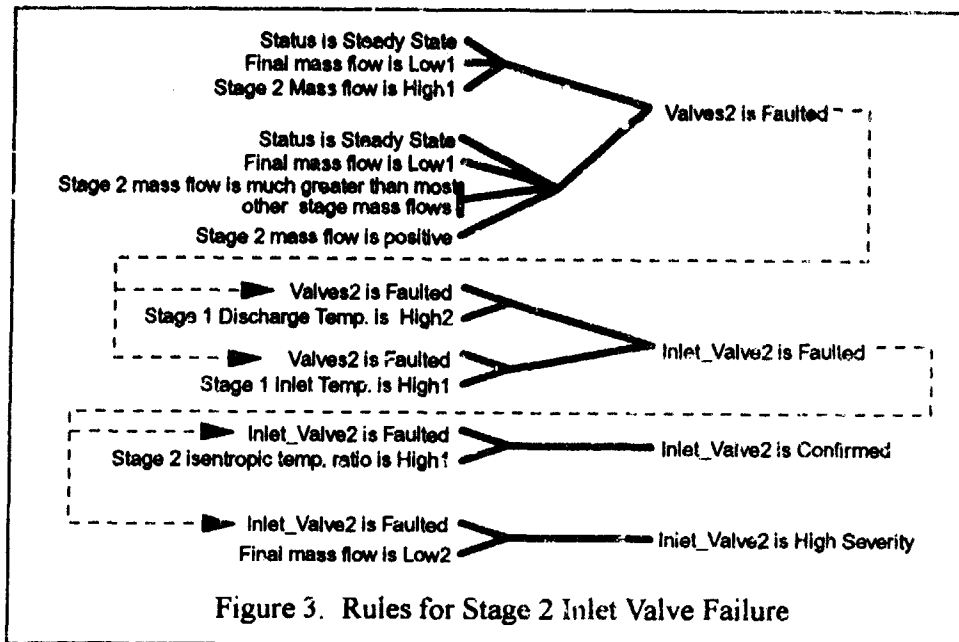 Status is Steady State
Final mass flow is Low1
Stage 2 Mass flow is High1
Valves2 is Faulted
Status is Steady State
Final mass flow is Low1
Stage 2 mass flow is much greater than most
other stage mass flows
Stage 2 mass flow is positive
Valves2 is Faulted
Stage 1 Discharge Temp. is High2
Inlet_Valve2 is Faulted
Valves2 is Faulted
Stage 1 Inlet Temp. is High1
Inlet_Valve2 is Faulted
Stage 2 isentropic temp. ratio is High1
Inlet_Valve2 is Confirmed
Inlet_Valve2 is Faulted
Final mass flow is Low2
Inlet_Valve2 is High Severity
Figure 3. Rules for Stage 2 Inlet Valve Failure